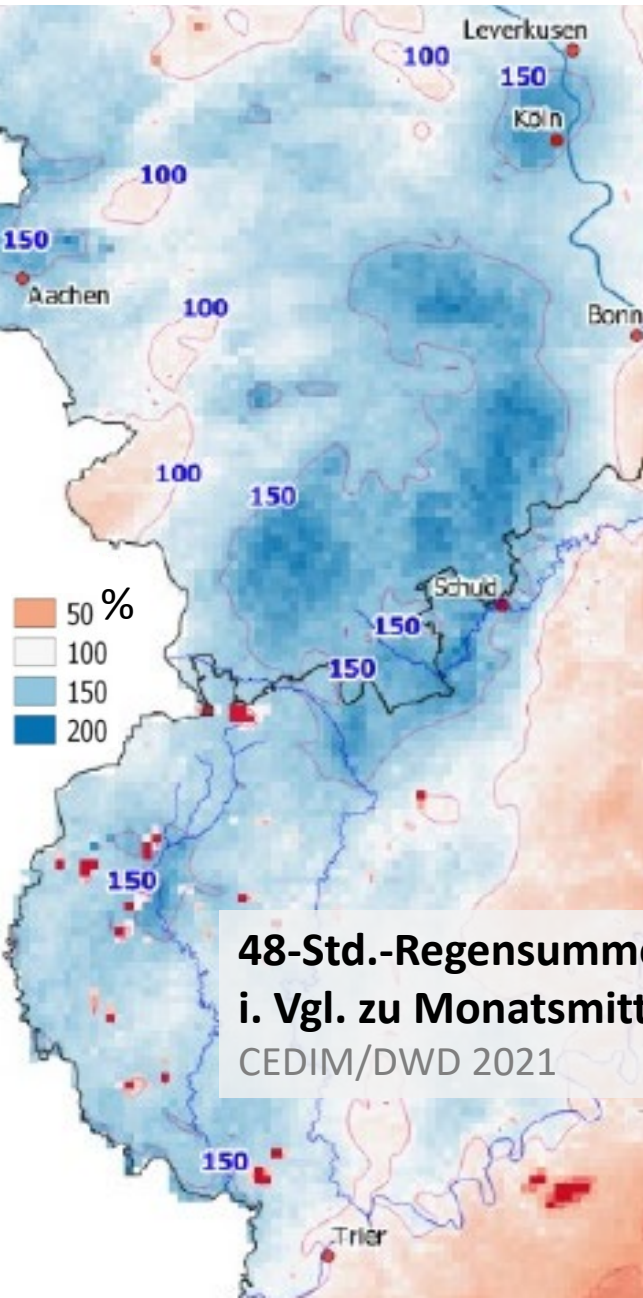 Leverkusen
100
150
Köln
100
150
Aachen
100
Bonn
100
150
Schuld
50 %
100
150
200
150
150
150
48-Std.-Regensumme
i. Vgl. zu Monatsmitt
CEDIM/DWD 2021
150
Trier